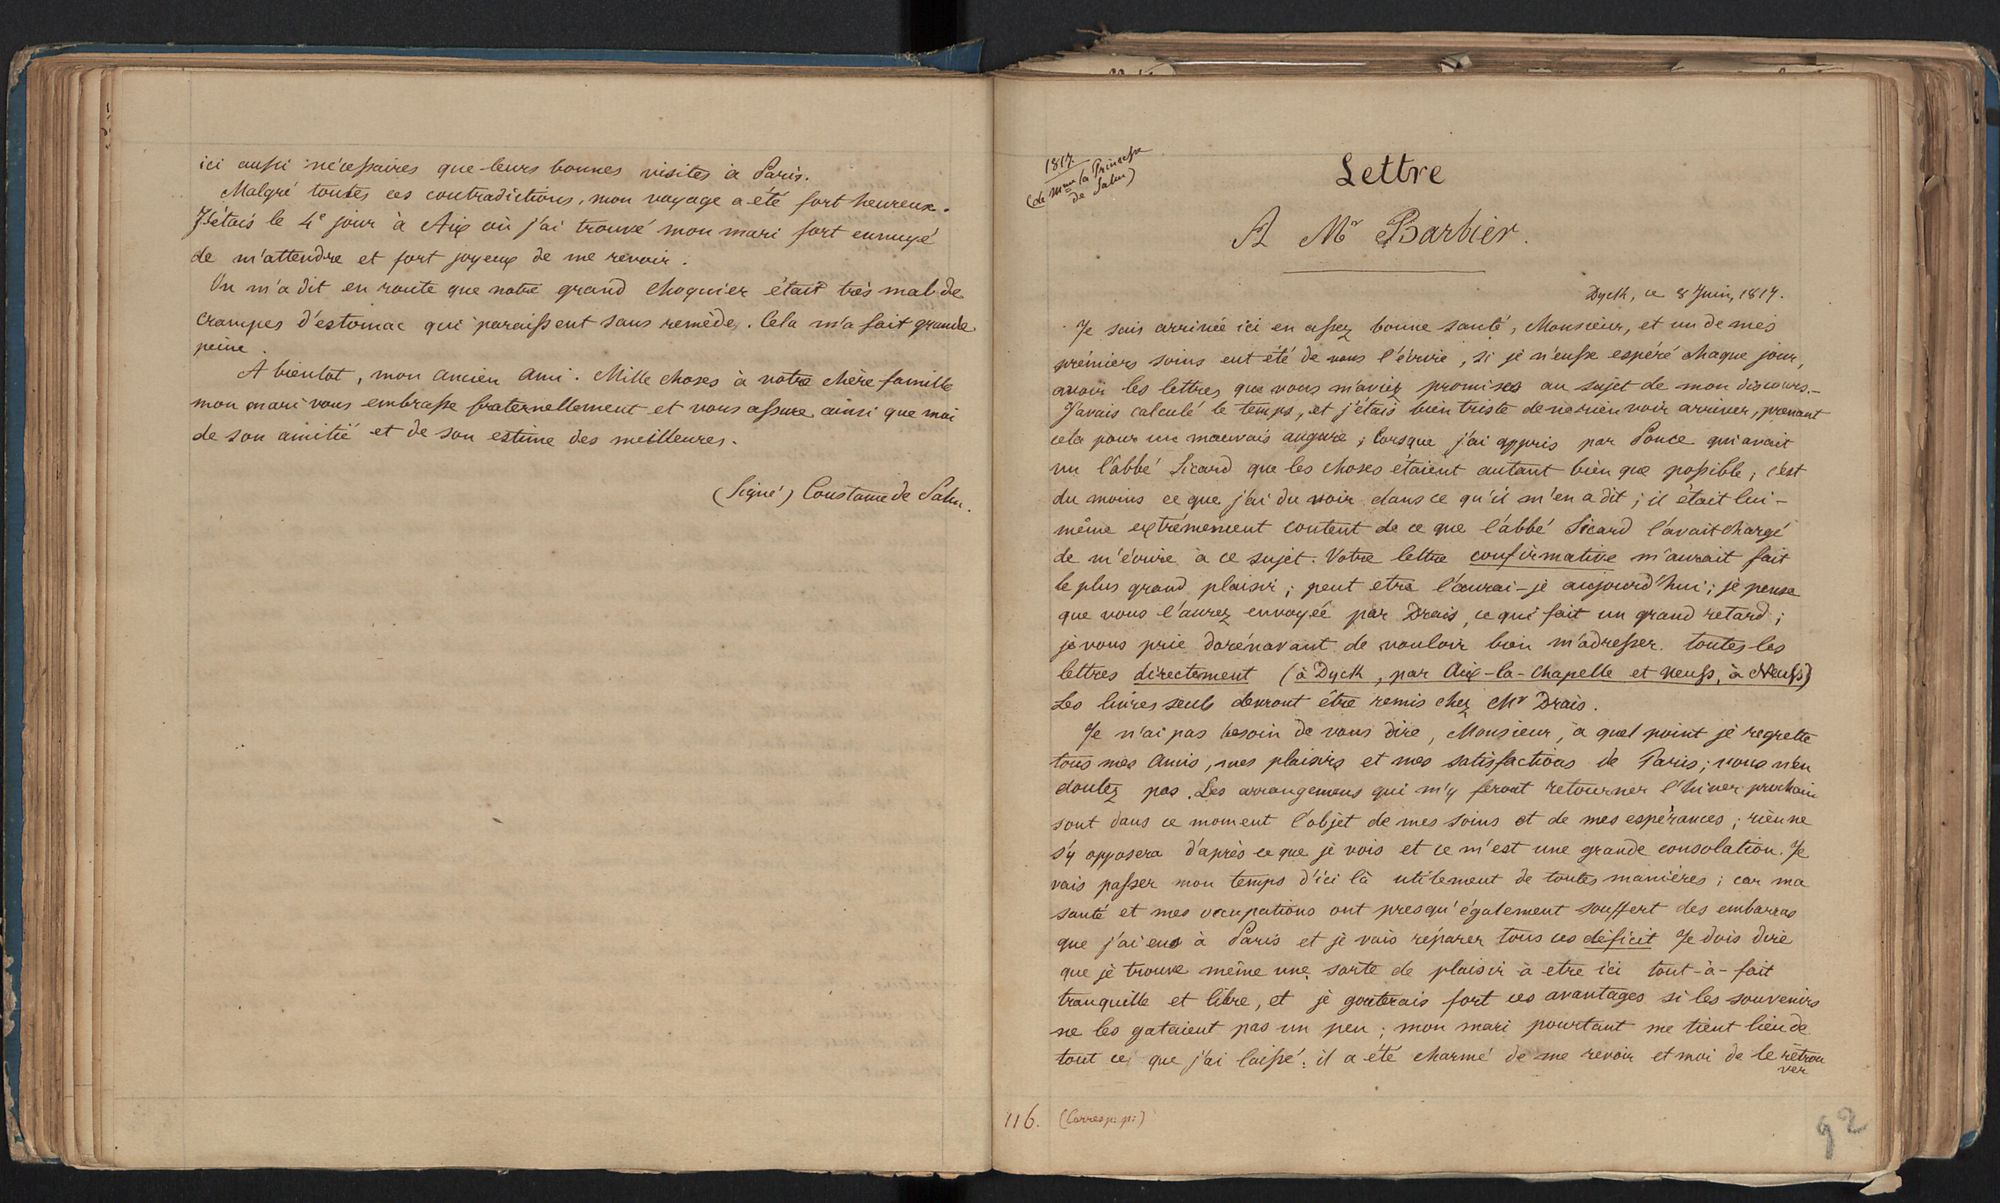 ici aussi nécessaires que leurs bonnes visites à Paris.
Malgré toutes ces contradictions, mon voyage a été fort heureux.
J'étais le 4e jour à Aix où j'ai trouvé mon mari fort ennuyé
de m'attendre et fort joyeux de me revoir.
On m'a dit en route que notre grand Choquier était très mal de
crampes d'estomac qui paraissent sans remède. Cela m'a fait grande
peine.
A bientot, mon ancien ami. Mille choses à votre chère famille
mon mari vous embrasse fraternellement et vous assure ainsi que moi
de son amitié et de son estime des meilleures.
(Signé) Constance de Salm.
1817.
(de Mme la Princesse
de Salm)
Lettre
A Mr Barbier.
Dyck, ce 8 Juin, 1817.
Je suis arrivée ici en assez bonne santé, Monsieur, et un de mes
prémiers soins eut été de vous l'écrire, si je n'eusse espéré chaque jour,
avoir les lettres que vous m'aviez promises au sujet de mon discours.-
J'avais calculé le temps, et j'étais bien triste de ne rien voir arriver, prenant
cela pour un mauvais augure; lorsque j'ai appris par Ponce qui avait
vu l'abbé Sicard que les choses étaient autant bien que possible; c'est
du moins ce que j'ai du voir dans ce qu'il m'en a dit; il était lui-
même extrémement content de ce que l'abbé Sicard l'avait chargé
de m'écrire à ce sujet. Votre lettre confirmative m'aurait fait
le plus grand plaisir; peut etre l'aurai-je aujourd'hui; je pense
que vous l'aurez envoyée par Drais, ce qui fait un grand retard;
je vous prie dorénavant de vouloir bien m'adresser toutes les
lettres directement (à Dyck, par Aix-la-Chapelle et Neuss, à Neuss)
Les livres seuls devront être remis chez Mr Drais.
Je n'ai pas besoin de vous dire, Monsieur, à quel point je regrette
tous mes amis, mes plaisirs et mes satisfactions de Paris; vous n'en
doutez pas. Les arrangemens qui m'y feront retourner l'hiver prochain
sont dans ce moment l'objet de mes soins et de mes espérances; rien ne
s'y opposera d'après ce que je vois et ce m'est une grande consolation. Je
vais passer mon temps d'ici là utilement de toutes manières; car ma
santé et mes occupations ont presqu'également souffert des embarras
que j'ai eus à Paris et je vais réparer tous ces déficit Je dois dire
que je trouve même une sorte de plaisir à etre ici tout-à-fait
tranquille et libre, et je gouterais fort ces avantages si les souvenirs
ne les gataient pas un peu; mon mari pourtant me tient lieu de
tout ce que j'ai laissé: il a été charmé de me revoir et moi de le retrou
ver
116. (Corresp. p:)
92